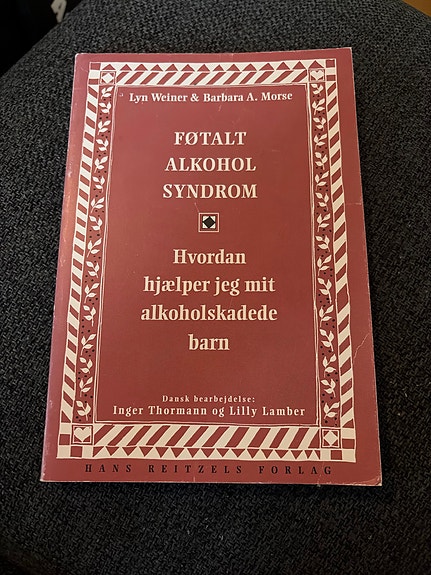 Lyn Weiner & Barbara A. Morse
FØTALT
ALKOHOL
SYNDROM
Hvordan
hjælper jeg mit
alkoholskadede
barn
Dansk bearbejdelse:
Inger Thormann og Lilly Lamber
HANS REITZELS FORLAG